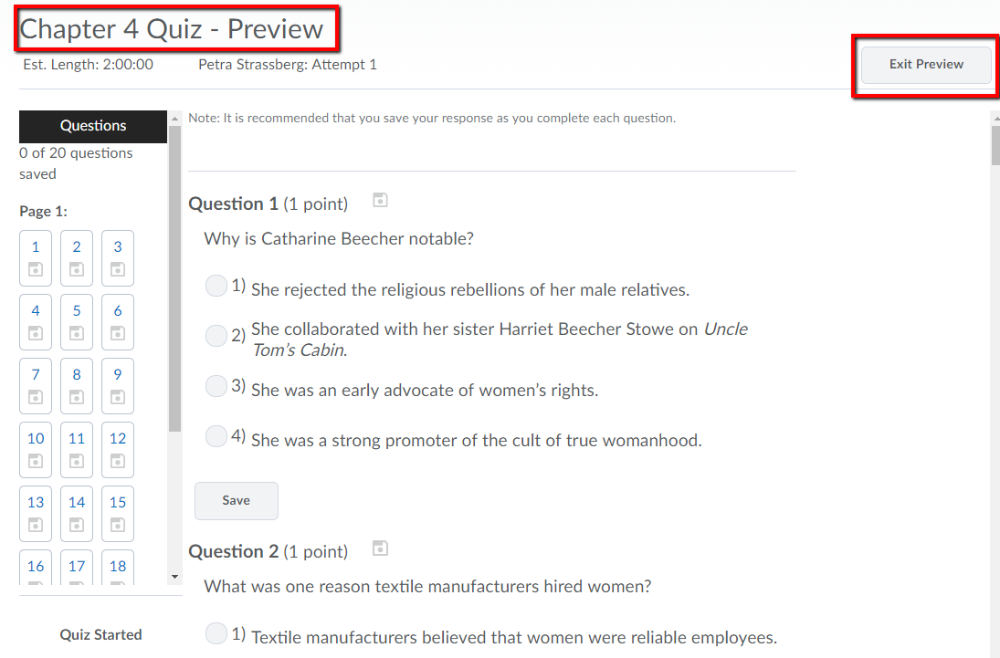 Chapter 4 Quiz - Preview
Est. Length: 2:00:00 Petra Strassberg: Attempt 1
Exit Preview
Questions
0 of 20 questions
saved
Page 1:
1 2 3
4 5 6
7 8 9
10 11 12
13 14 15
16 17 18
Quiz Started
Note: It is recommended that you save your response as you complete each question.
Question 1 (1 point)
Why is Catharine Beecher notable?
1) She rejected the religious rebellions of her male relatives.
2) She collaborated with her sister Harriet Beecher Stowe on Uncle
Tom’s Cabin.
3) She was an early advocate of women’s rights.
4) She was a strong promoter of the cult of true womanhood.
Save
Question 2 (1 point)
What was one reason textile manufacturers hired women?
1) Textile manufacturers believed that women were reliable employees.